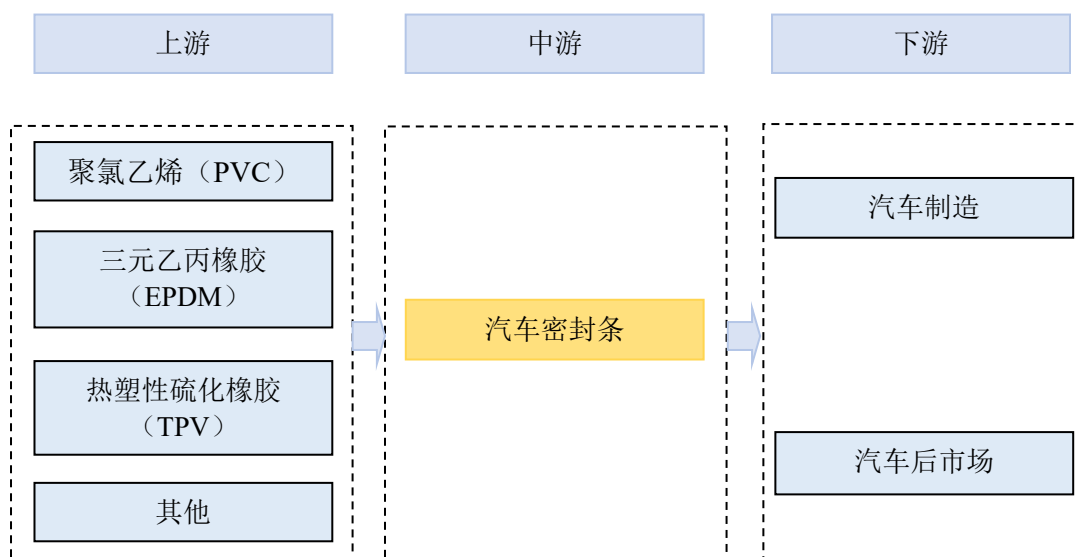 上游
中游
下游
聚氯乙烯（PVC）
三元乙丙橡胶
（EPDM）
热塑性硫化橡胶
（TPV）
其他
汽车密封条
汽车制造
汽车后市场